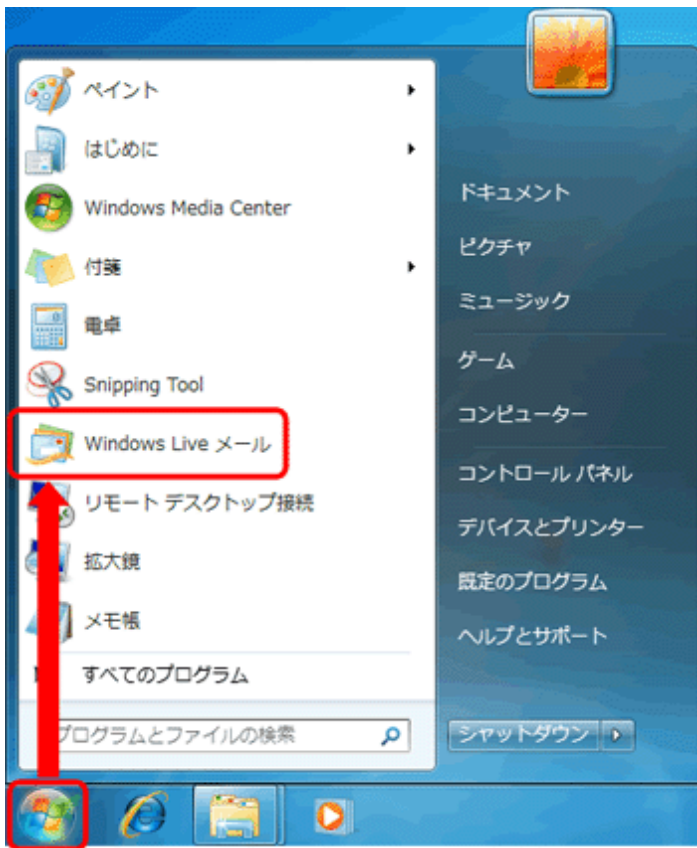 ペイント
はじめに
Windows Media Center
付箋
電卓
Snipping Tool
Windows Live メール
リモート デスクトップ接続
拡大鏡
メモ帳
すべてのプログラム
プログラムとファイルの検索
ドキュメント
ピクチャ
ミュージック
ゲーム
コンピューター
コントロール パネル
デバイスとプリンター
既定のプログラム
ヘルプとサポート
シャットダウン